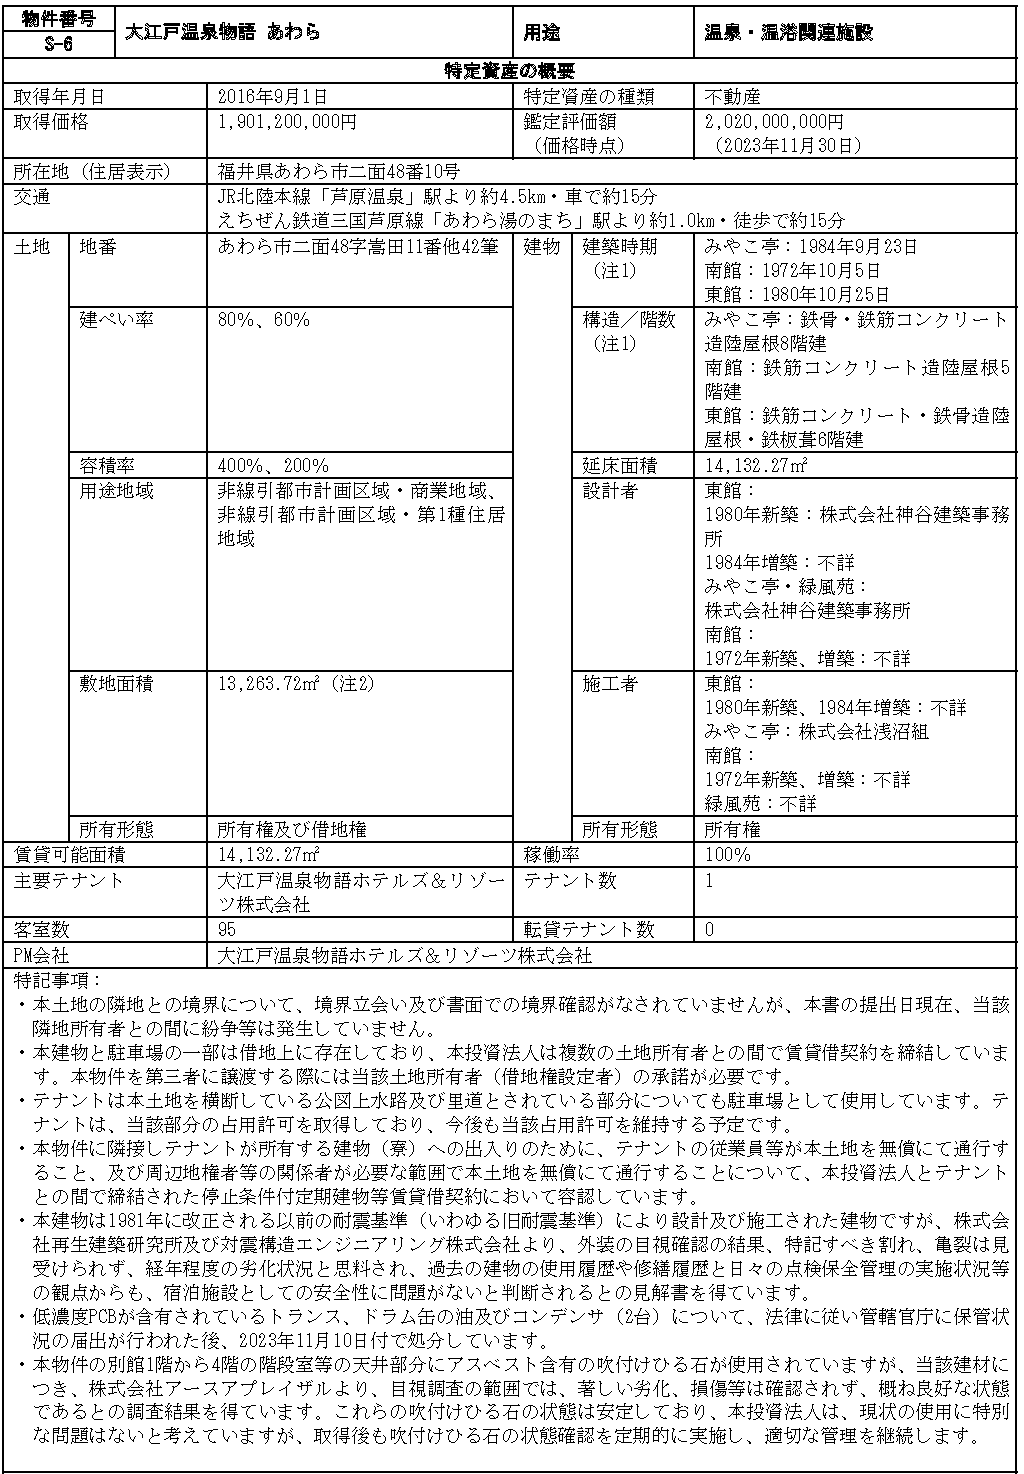 物件番号
S-6
大江戸温泉物語 あわら
用途
温泉・温浴関連施設
特定資産の概要
取得年月日
2016年9月1日
特定資産の種類
不動産
取得価格
1,901,200,000円
鑑定評価額
（価格時点）
2,020,000,000円
（2023年11月30日）
所在地（住居表示）
福井県あわら市二面48番10号
交通
JR北陸本線「芦原温泉」駅より約4.5km・車で約15分
えちぜん鉄道三国芦原線「あわら湯のまち」駅より約1.0km・徒歩で約15分
土地
地番
あわら市二面48字嵩田11番他42筆
建物
建築時期
（注1）
みやこ亭：1984年9月23日
南館：1972年10月5日
東館：1980年10月25日
建ぺい率
80%、60%
構造／階数
（注1）
みやこ亭：鉄骨・鉄筋コンクリート
造陸屋根8階建
南館：鉄筋コンクリート造陸屋根5
階建
東館：鉄筋コンクリート・鉄骨造陸
屋根・鉄板葺6階建
容積率
400%、200%
延床面積
14,132.27㎡
用途地域
非線引都市計画区域・商業地域、
非線引都市計画区域・第1種住居
地域
設計者
東館：
1980年新築：株式会社神谷建築事務
所
1984年増築：不詳
みやこ亭・緑風苑：
株式会社神谷建築事務所
南館：
1972年新築、増築：不詳
敷地面積
13,263.72㎡（注2）
施工者
東館：
1980年新築、1984年増築：不詳
みやこ亭：株式会社浅沼組
南館：
1972年新築、増築：不詳
緑風苑：不詳
所有形態
所有権及び借地権
所有形態
所有権
賃貸可能面積
14,132.27㎡
稼働率
100%
主要テナント
大江戸温泉物語ホテルズ＆リゾー
ツ株式会社
テナント数
1
客室数
95
転貸テナント数
0
PM会社
大江戸温泉物語ホテルズ＆リゾーツ株式会社
特記事項：
・本土地の隣地との境界について、境界立会い及び書面での境界確認がなされていませんが、本書の提出日現在、当該
隣地所有者との間に紛争等は発生していません。
・本建物と駐車場の一部は借地上に存在しており、本投資法人は複数の土地所有者との間で賃貸借契約を締結していま
す。本物件を第三者に譲渡する際には当該土地所有者（借地権設定者）の承諾が必要です。
・テナントは本土地を横断している公図上水路及び里道とされている部分についても駐車場として使用しています。テ
ナントは、当該部分の占用許可を取得しており、今後も当該占用許可を維持する予定です。
・本物件に隣接しテナントが所有する建物（寮）への出入りのために、テナントの従業員等が本土地を無償にて通行す
ること、及び周辺地権者等の関係者が必要な範囲で本土地を無償にて通行することについて、本投資法人とテナント
との間で締結された停止条件付定期建物等賃貸借契約において容認しています。
・本建物は1981年に改正される以前の耐震基準（いわゆる旧耐震基準）により設計及び施工された建物ですが、株式会
社再生建築研究所及び対震構造エンジニアリング株式会社より、外装の目視確認の結果、特記すべき割れ、亀裂は見
受けられず、経年程度の劣化状況と思料され、過去の建物の使用履歴や修繕履歴と日々の点検保全管理の実施状況等
の観点からも、宿泊施設としての安全性に問題がないと判断されるとの見解書を得ています。
・低濃度PCBが含有されているトランス、ドラム缶の油及びコンデンサ（2台）について、法律に従い管轄官庁に保管状
況の届出が行われた後、2023年11月10日付で処分しています。
・本物件の別館1階から4階の階段室等の天井部分にアスベスト含有の吹付けひる石が使用されていますが、当該建材に
つき、株式会社アースアプレイザルより、目視調査の範囲では、著しい劣化、損傷等は確認されず、概ね良好な状態
であるとの調査結果を得ています。これらの吹付けひる石の状態は安定しており、本投資法人は、現状の使用に特別
な問題はないと考えていますが、取得後も吹付けひる石の状態確認を定期的に実施し、適切な管理を継続します。